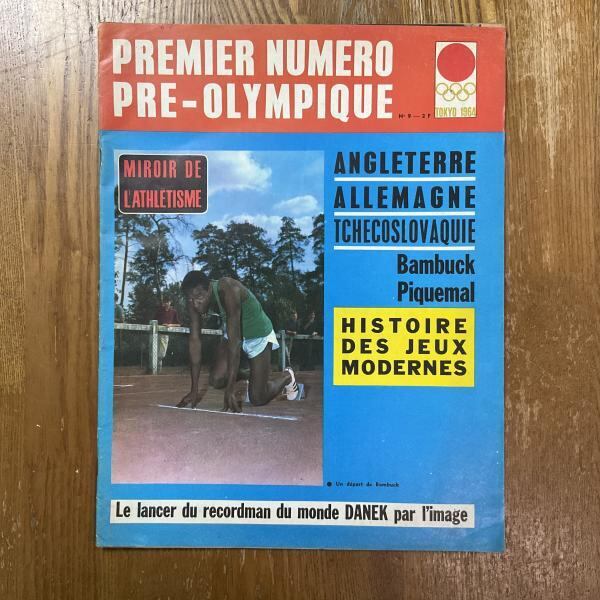 PREMIER NUMERO
PRE-OLYMPIQUE
N° 9 — 2 F
TOKYO 1964
MIROIR DE
L'ATHLETISME
ANGLETERRE
ALLEMAGNE
TCHECOSLOVAQUIE
Bambuck
Piquemal
HISTOIRE
DES JEUX
MODERNES
● Un départ de Bambuck
Le lancer du recordman du monde DANEK par l'image